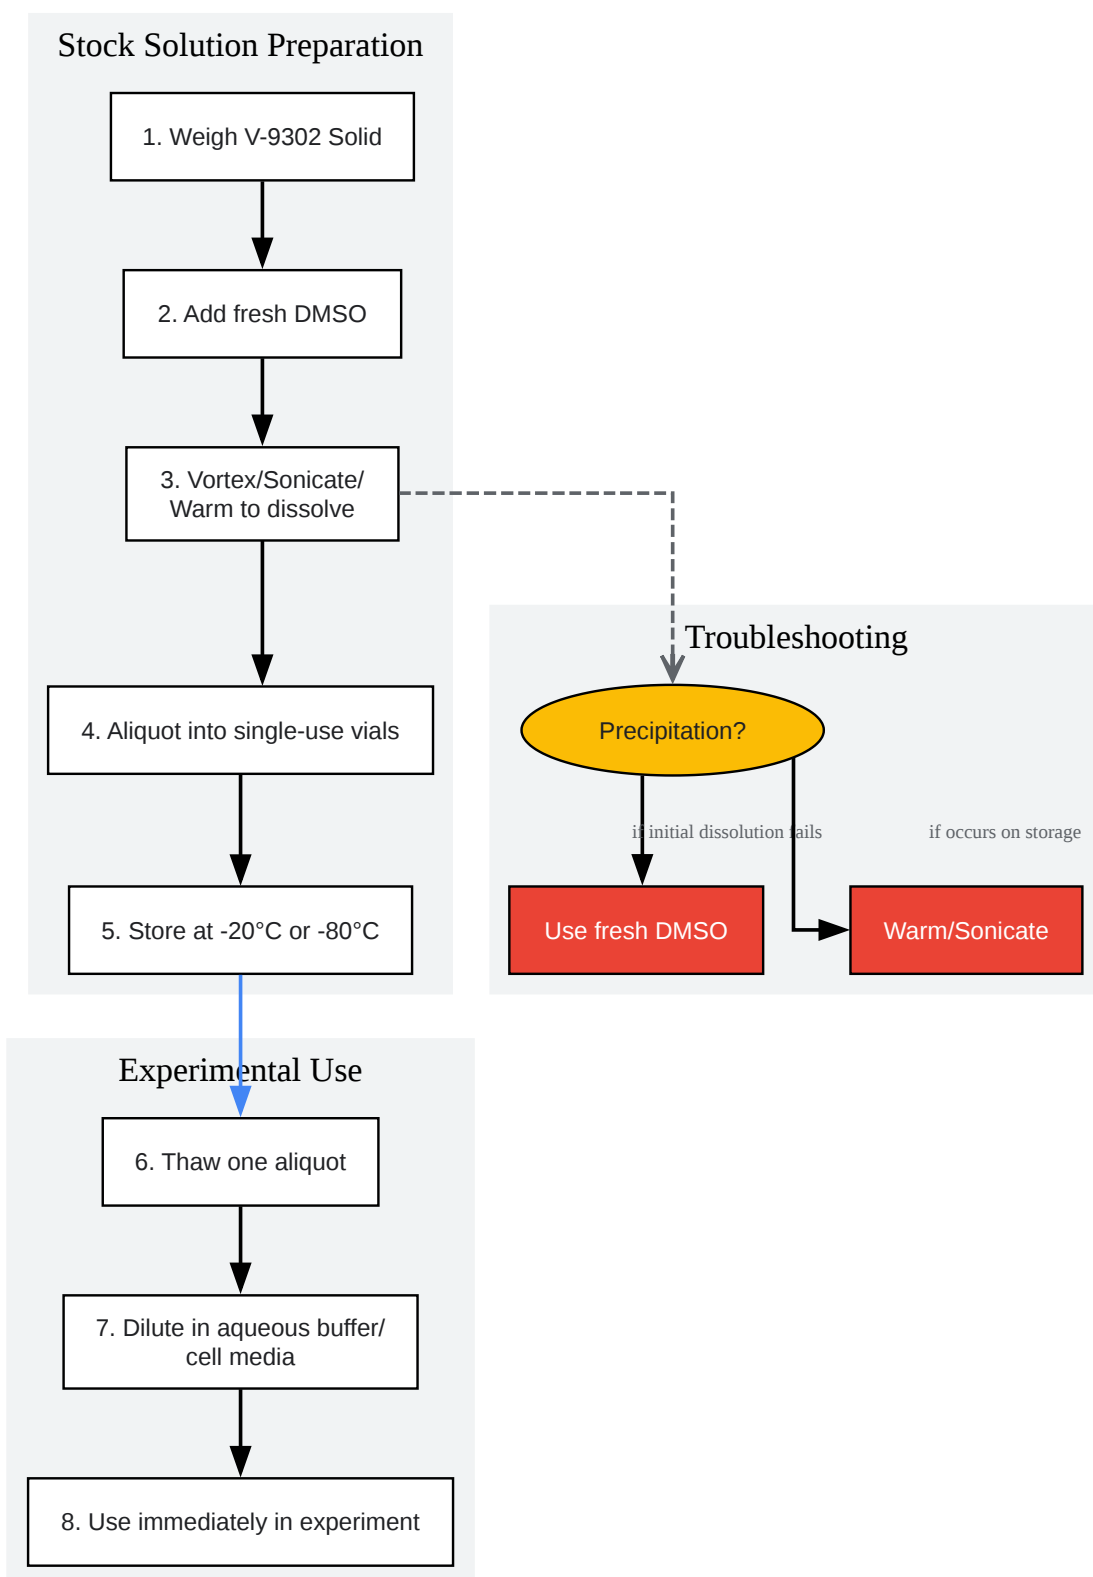 Stock Solution Preparation
1. Weigh V-9302 Solid
2. Add fresh DMSO
3. Vortex/Sonicate/
Warm to dissolve
4. Aliquot into single-use vials
5. Store at -20°C or -80°C
Troubleshooting
Precipitation?
if initial dissolution fails
if occurs on storage
Use fresh DMSO
Warm/Sonicate
Experimental Use
6. Thaw one aliquot
7. Dilute in aqueous buffer/
cell media
8. Use immediately in experiment